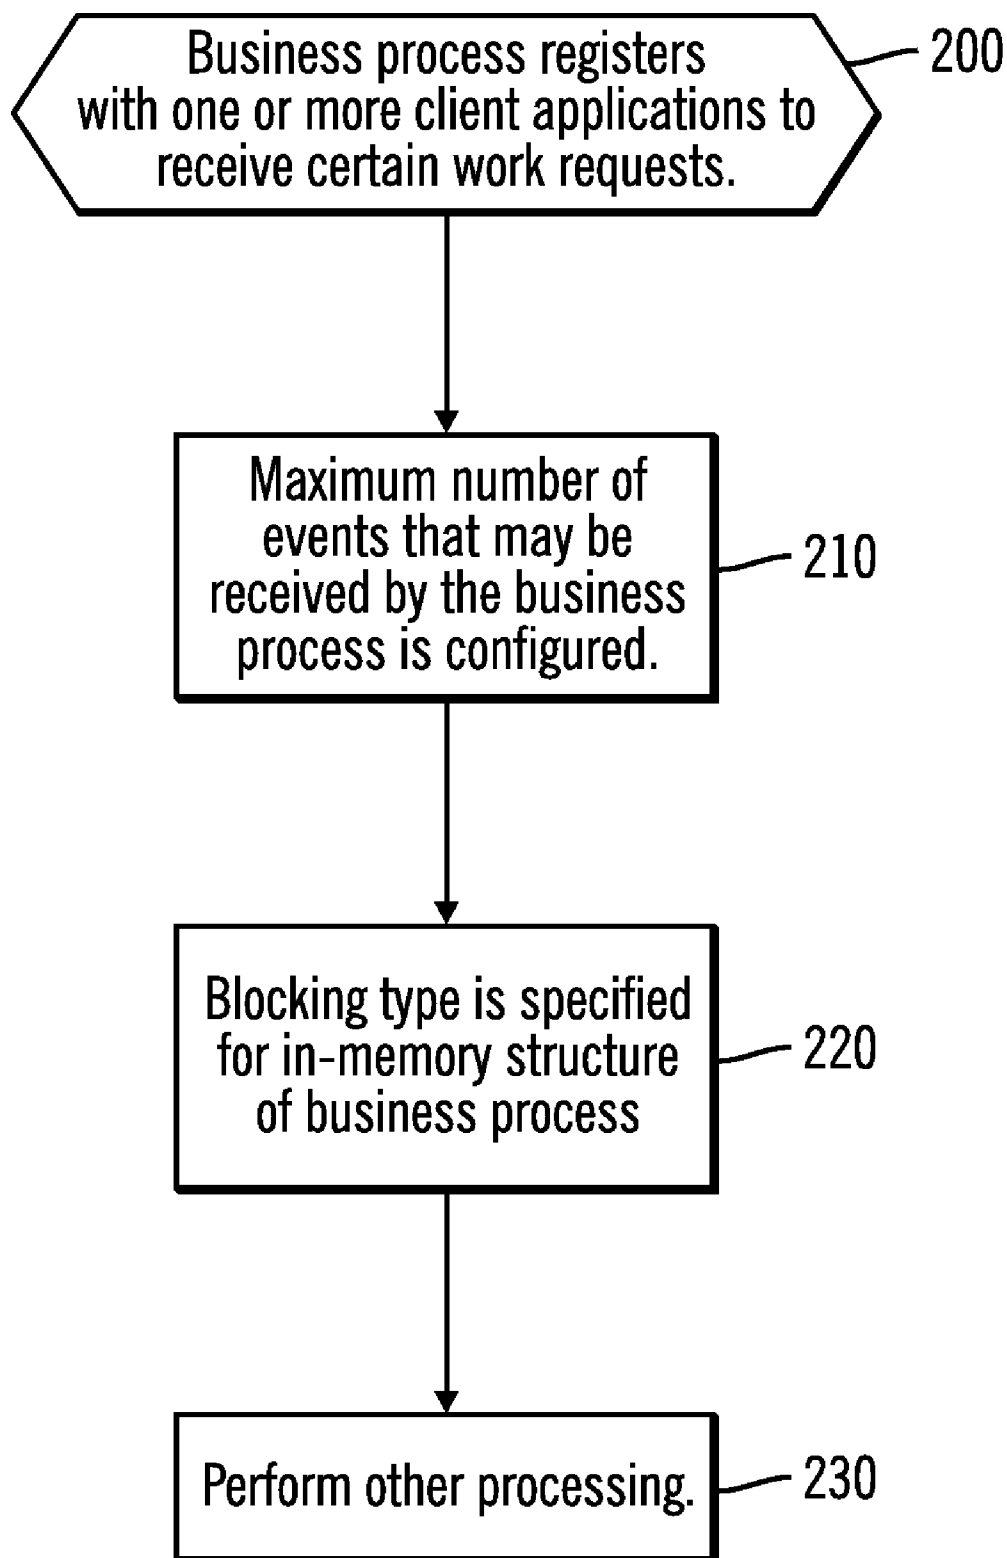 Business process registers
with one or more client applications to
receive certain work requests.
200
Maximum number of
events that may be
received by the business
process is configured.
210
Blocking type is specified
for in-memory structure
of business process
220
Perform other processing.
230